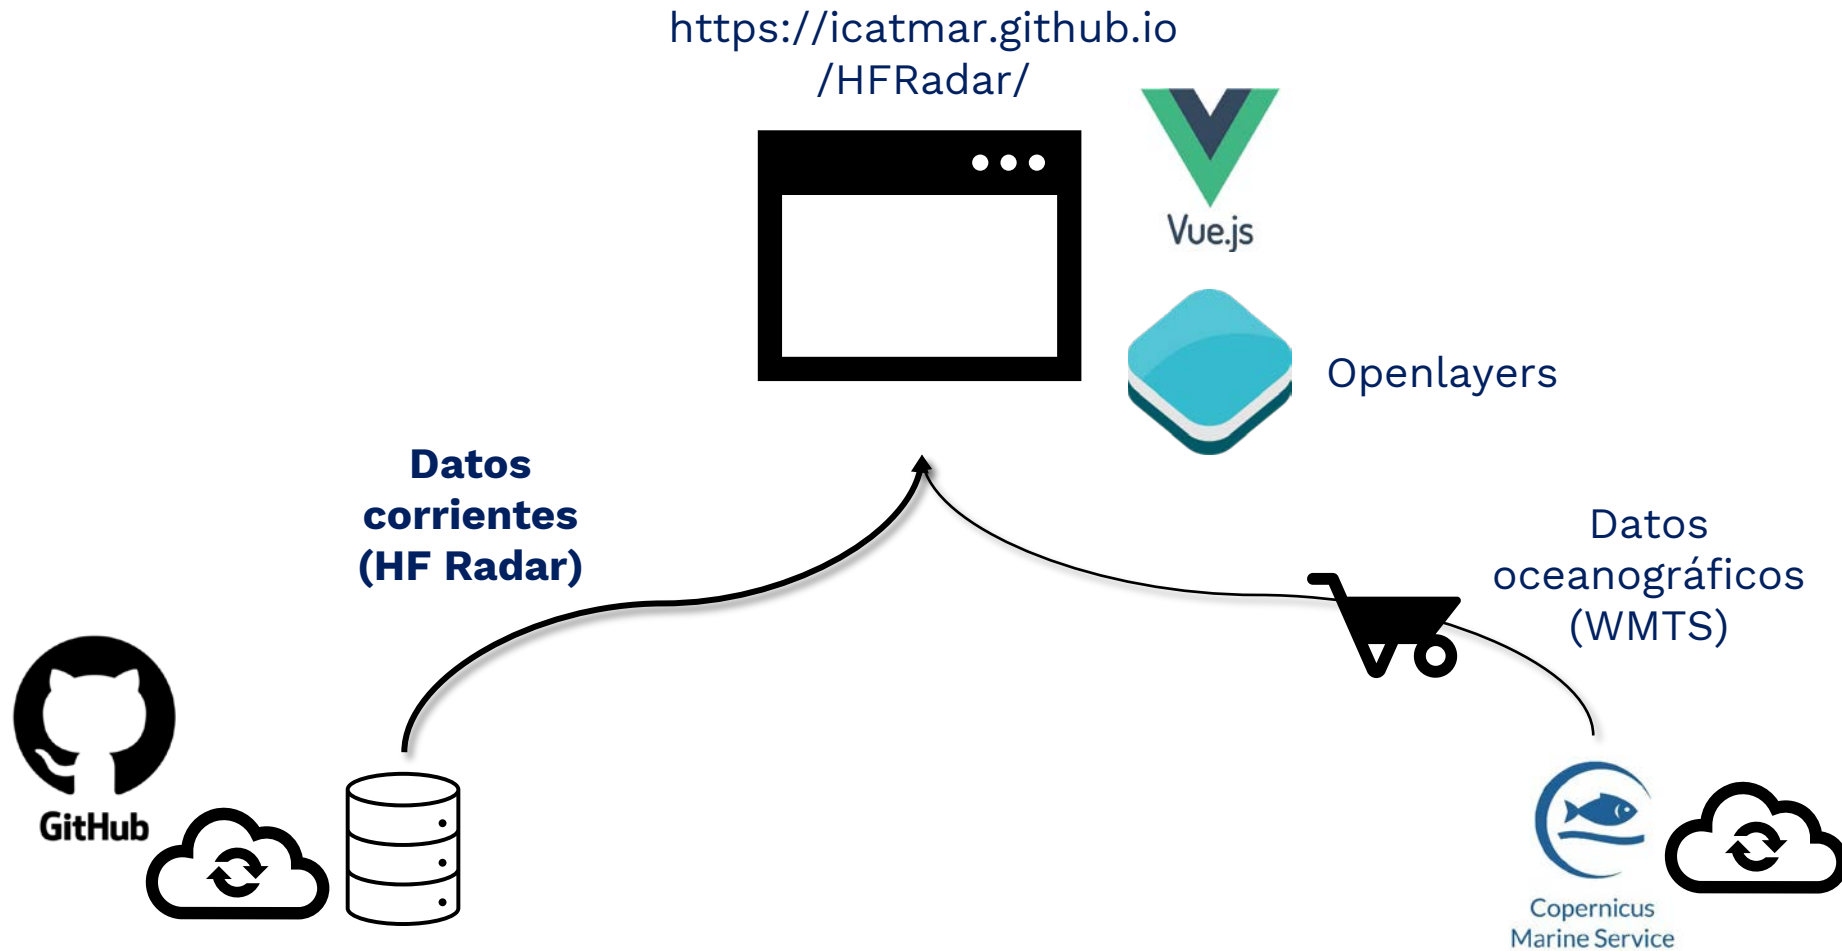 https://icatmar.github.io
/HFRadar/
Vue.js
Openlayers
Datos
corrientes
(HF Radar)
Datos
oceanográficos
(WMTS)
GitHub
Copernicus
Marine Service